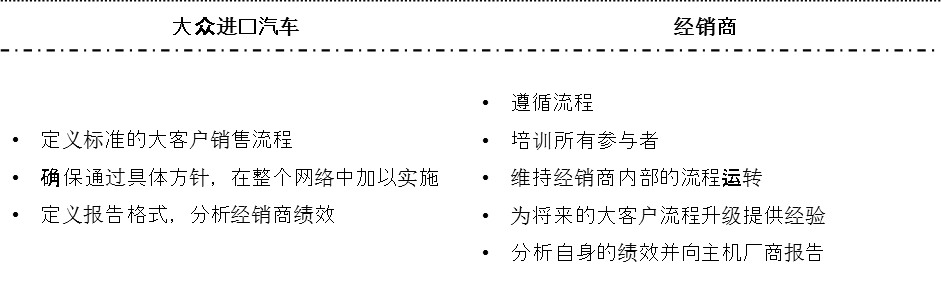 大众进口汽车
经销商
• 定义标准的大客户销售流程
• 确保通过具体方针，在整个网络中加以实施
• 定义报告格式，分析经销商绩效
• 遵循流程
• 培训所有参与者
• 维持经销商内部的流程运转
• 为将来的大客户流程升级提供经验
• 分析自身的绩效并向主机厂商报告